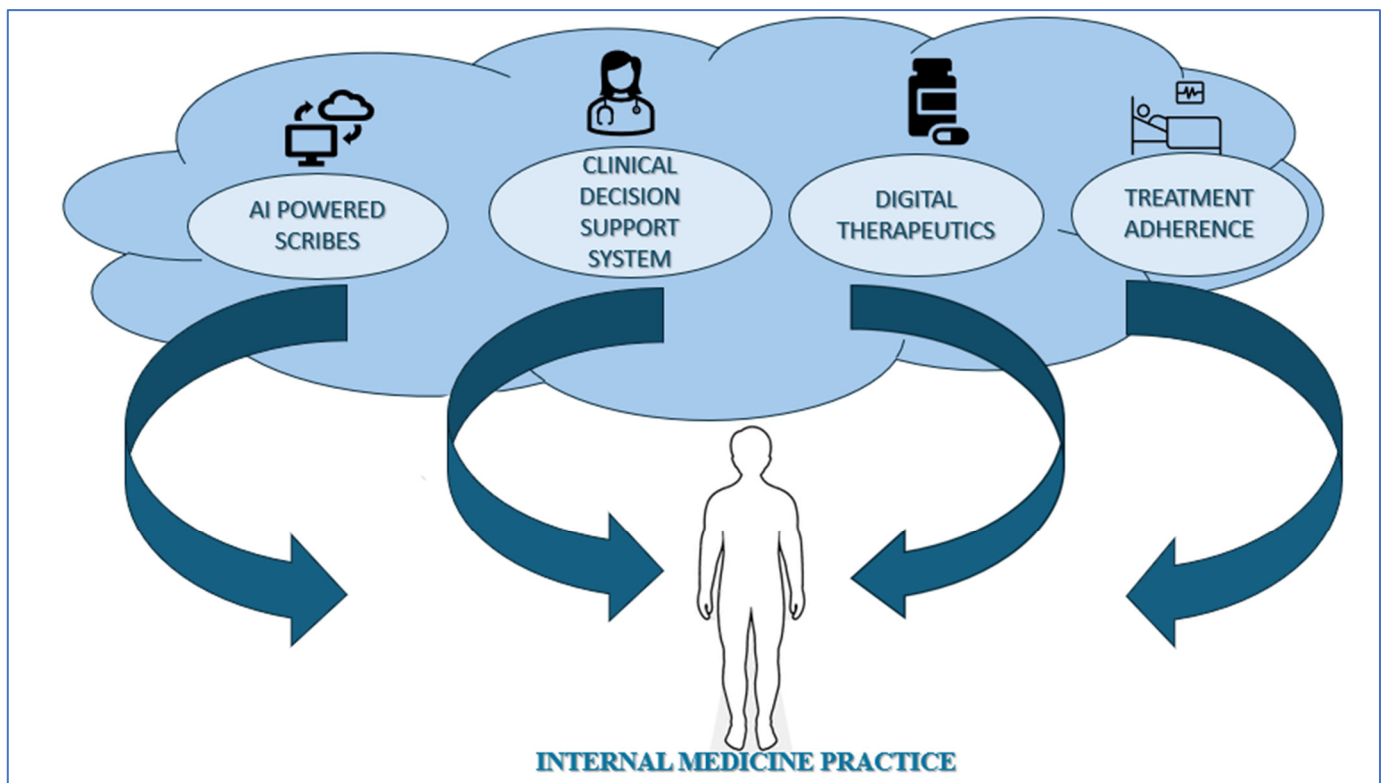 AI POWERED
SCRIBES
CLINICAL
DECISION
SUPPORT
SYSTEM
DIGITAL
THERAPEUTICS
TREATMENT
ADHERENCE
INTERNAL MEDICINE PRACTICE